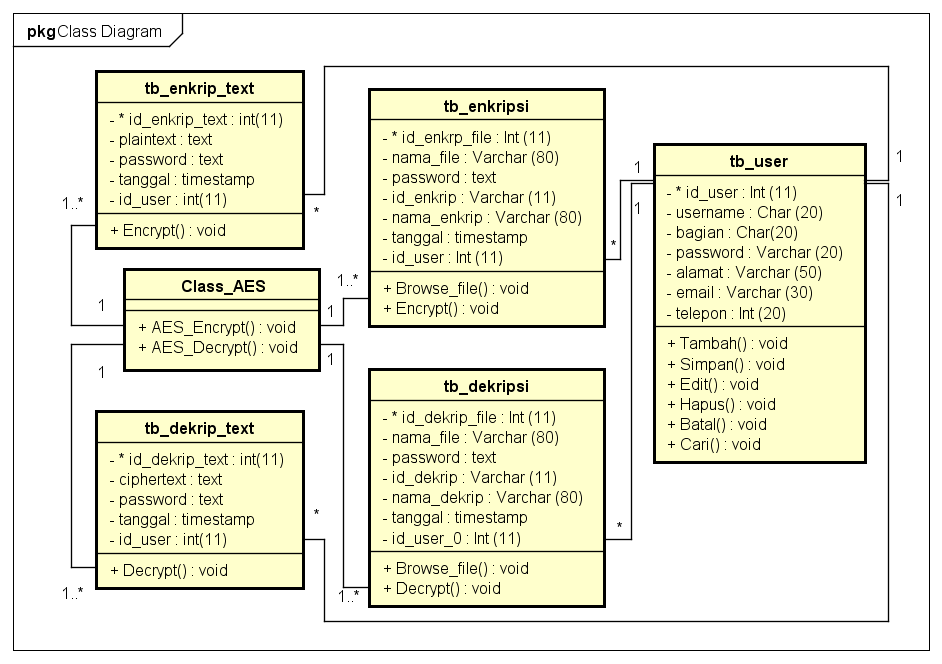 pkg Class Diagram
tb_enkrip_text
- * id_enkrip_text : int(11)
- plaintext : text
- password : text
- tanggal : timestamp
- id_user : int(11)
+ Encrypt() : void
1..*
*
Class_AES
+ AES_Encrypt() : void
+ AES_Decrypt() : void
1
1
1
1
tb_dekrip_text
- * id_dekrip_text : int(11)
- ciphertext : text
- password : text
- tanggal : timestamp
- id_user : int(11)
+ Decrypt() : void
1..*
*
tb_enkripsi
- * id_enkrp_file : Int (11)
- nama_file : Varchar (80)
- password : text
- id_enkrip : Varchar (11)
- nama_enkrip : Varchar (80)
- tanggal : timestamp
- id_user : Int (11)
+ Browse_file() : void
+ Encrypt() : void
1..*
*
tb_dekripsi
- * id_dekrip_file : Int (11)
- nama_file : Varchar (80)
- password : text
- id_dekrip : Varchar (11)
- nama_dekrip : Varchar (80)
- tanggal : timestamp
- id_user_0 : Int (11)
+ Browse_file() : void
+ Decrypt() : void
1..*
*
tb_user
- * id_user : Int (11)
- username : Char (20)
- bagian : Char(20)
- password : Varchar (20)
- alamat : Varchar (50)
- email : Varchar (30)
- telepon : Int (20)
+ Tambah() : void
+ Simpan() : void
+ Edit() : void
+ Hapus() : void
+ Batal() : void
+ Cari() : void
1
1
1
1